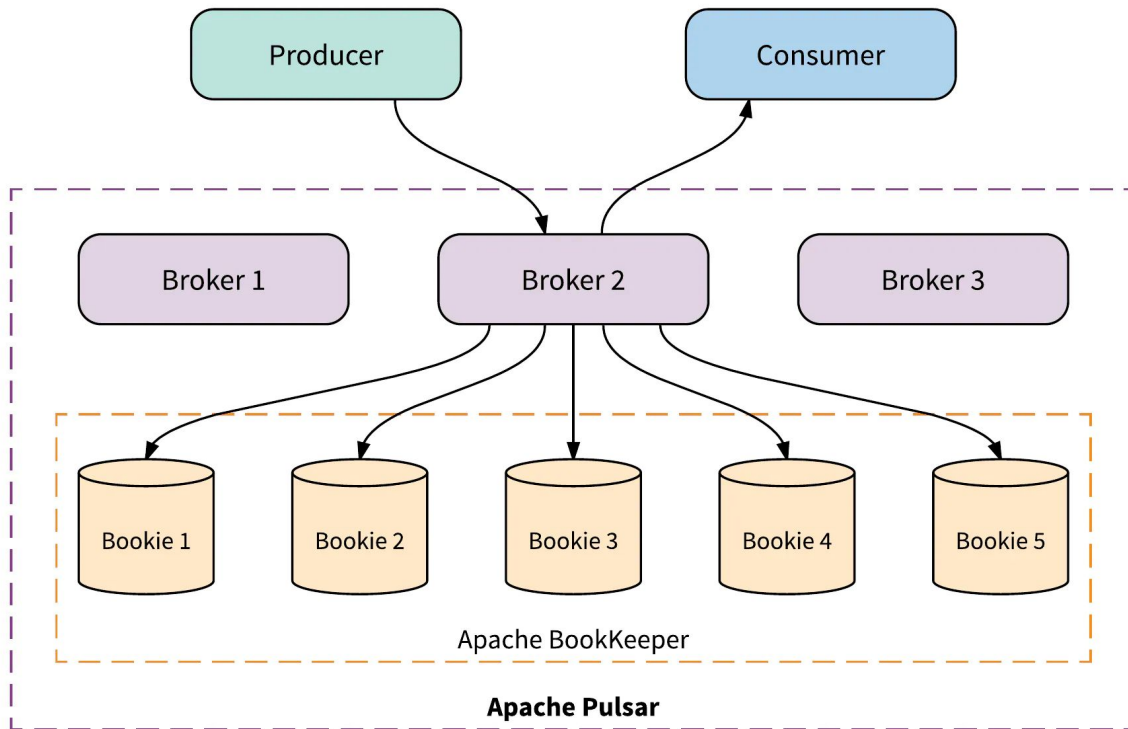 Producer
Consumer
Broker 1
Broker 2
Broker 3
Bookie 1
Bookie 2
Bookie 3
Bookie 4
Bookie 5
Apache BookKeeper
Apache Pulsar